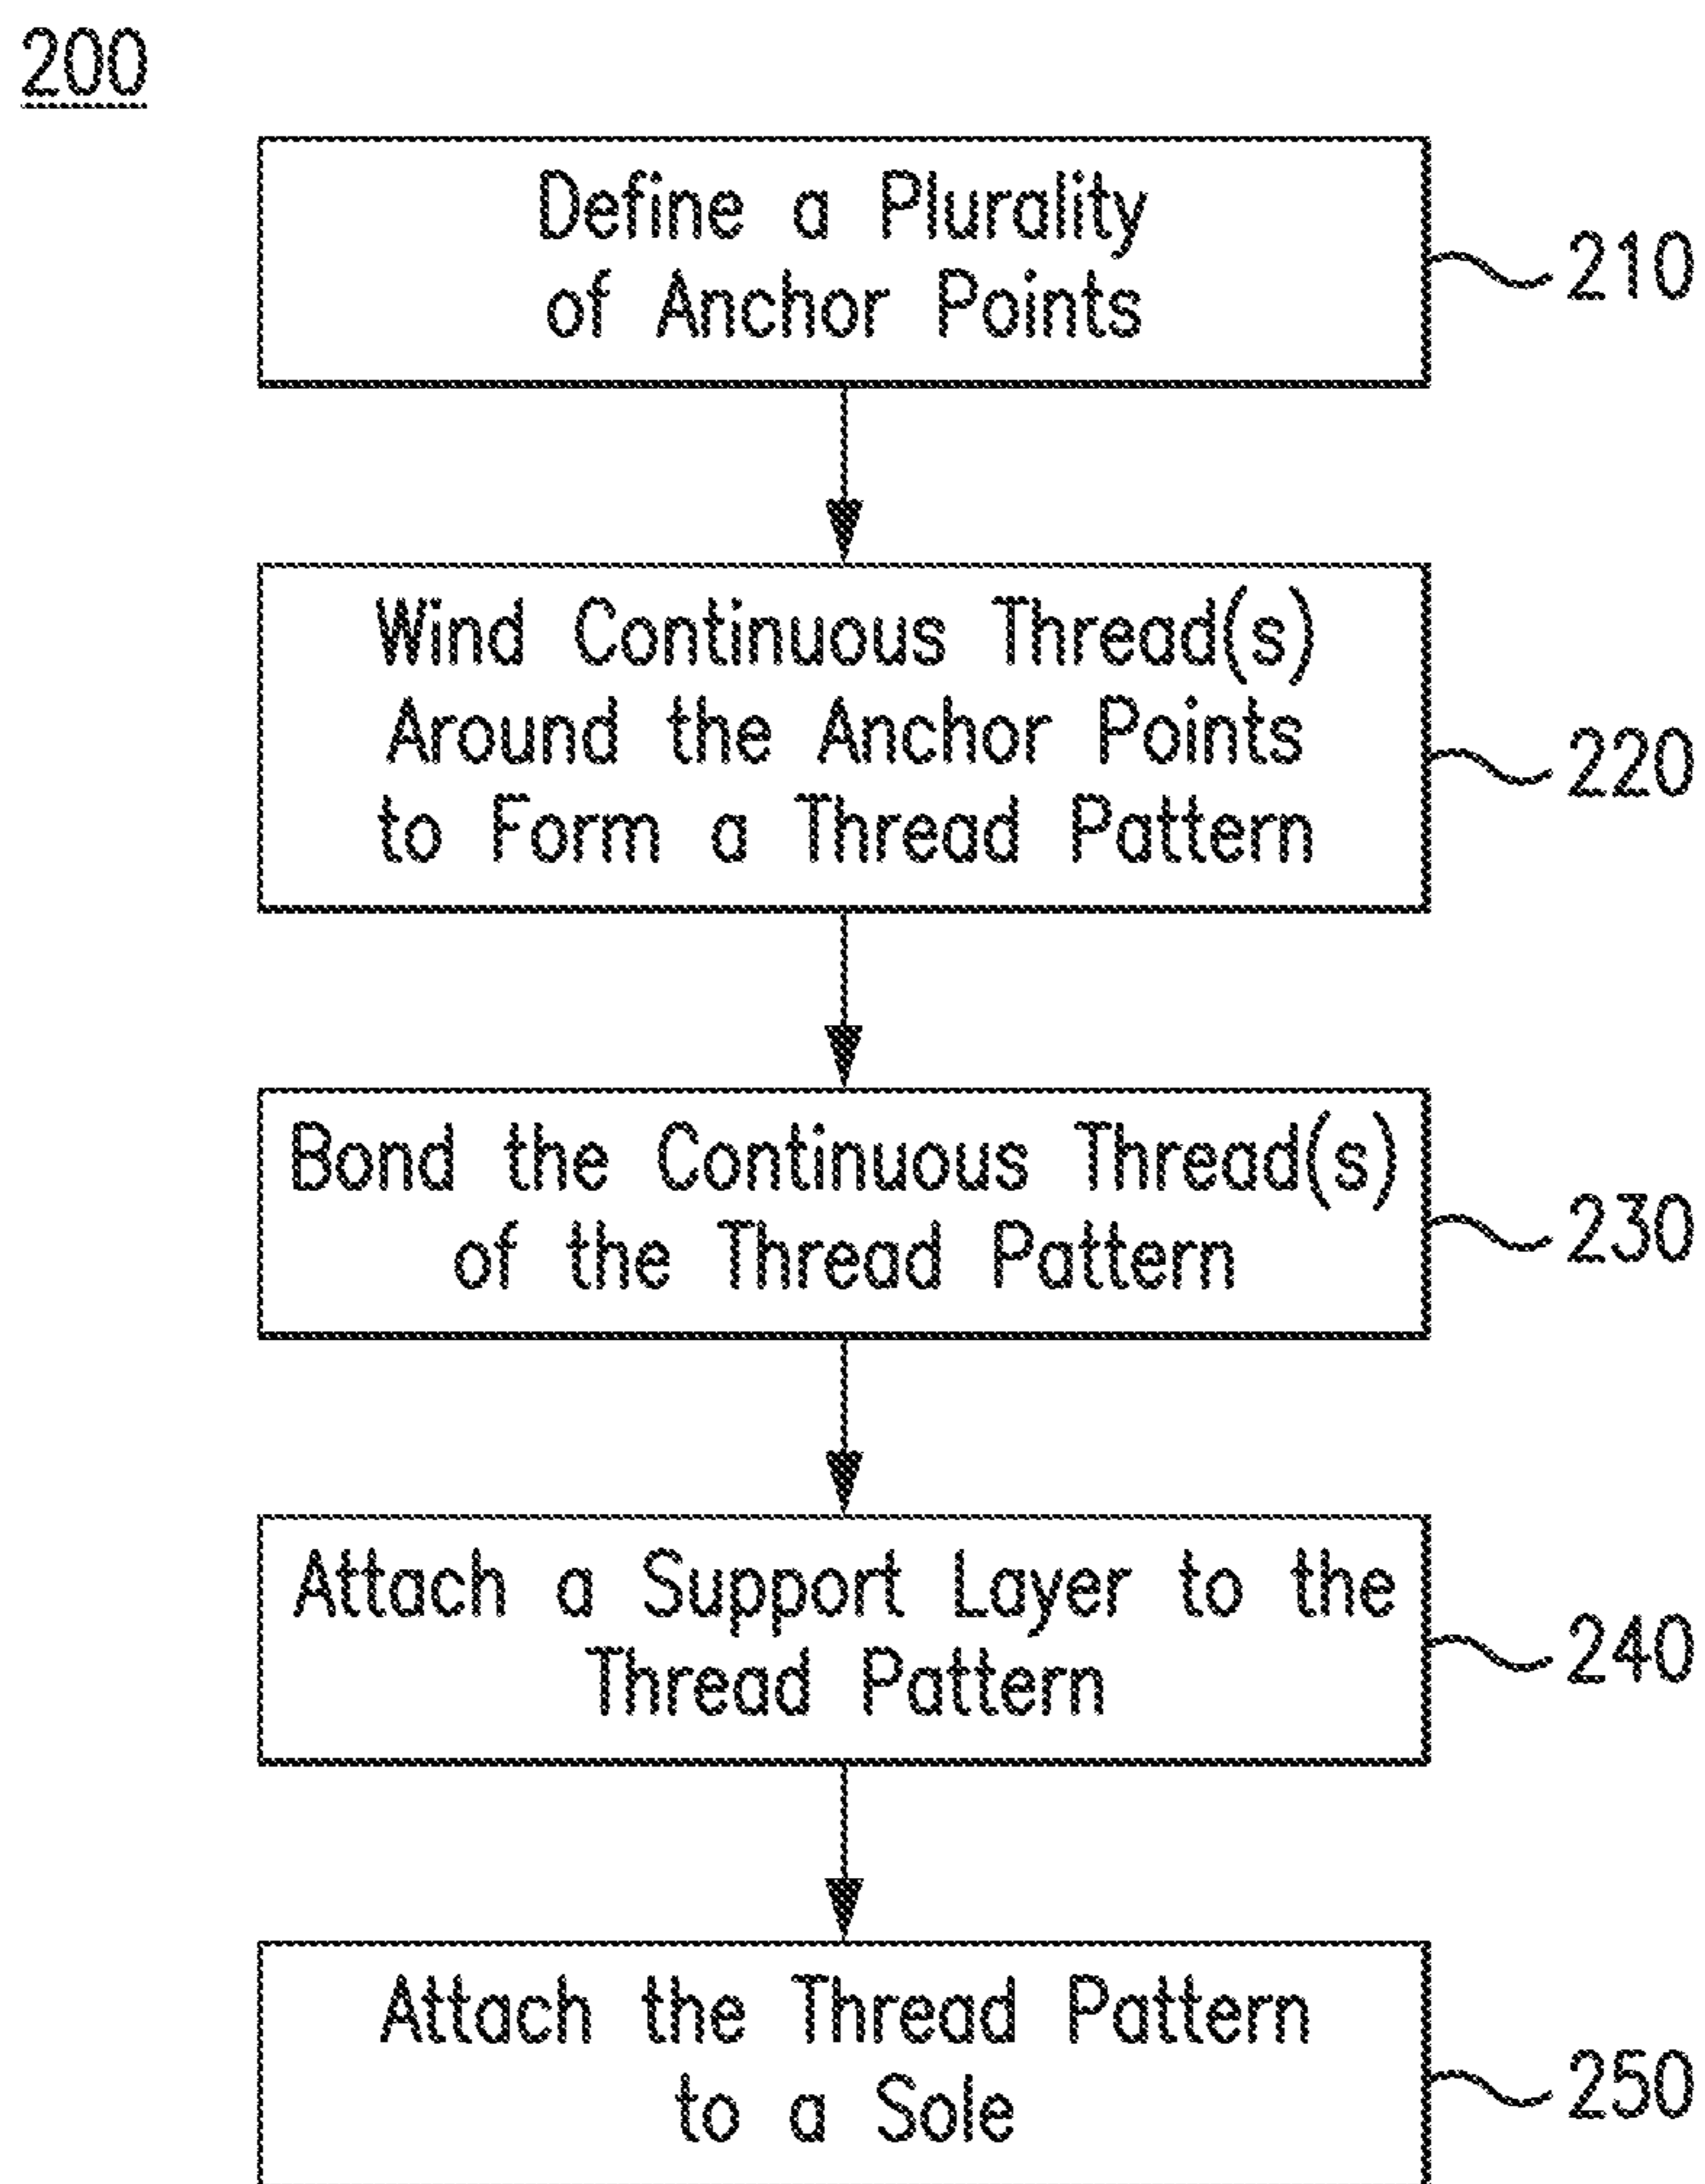 200
Define a Plurality
of Anchor Points
210
Wind Continuous Thread(s)
Around the Anchor Points
to Form a Thread Pattern
220
Bond the Continuous Thread(s)
of the Thread Pattern
230
Attach a Support Layer to the
Thread Pattern
240
Attach the Thread Pattern
to a Sole
250